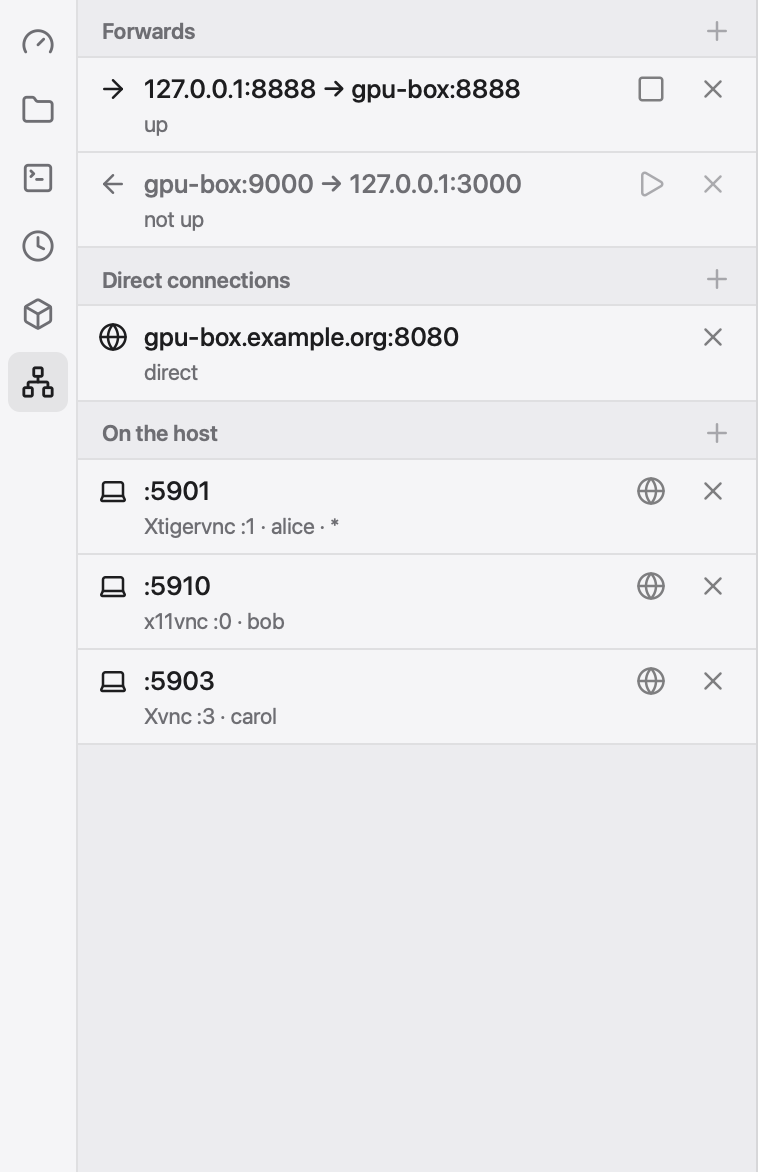 Forwards
127.0.0.1:8888 → gpu-box:8888
up
gpu-box:9000 → 127.0.0.1:3000
not up
Direct connections
gpu-box.example.org:8080
direct
On the host
:5901
Xtigervnc :1 · alice · *
:5910
x11vnc :0 · bob
:5903
Xvnc :3 · carol